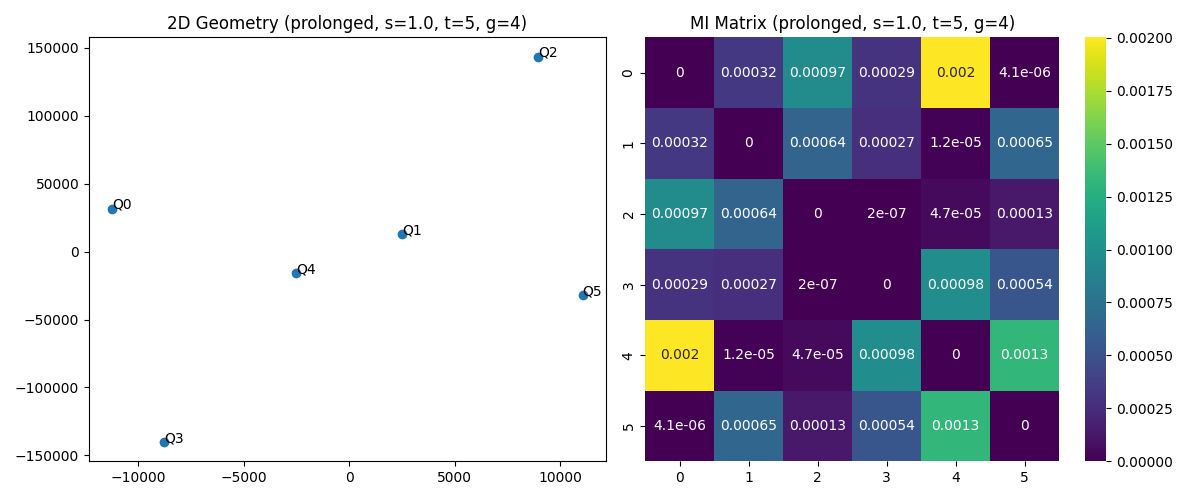 2D Geometry (prolonged, s=1.0, t=5, g=4)
150000
100000
50000
0
−50000
−100000
−150000
Q2
Q0
Q1
Q4
Q5
Q3
−10000 −5000 0 5000 10000
MI Matrix (prolonged, s=1.0, t=5, g=4)
0 0 0.00032 0.00097 0.00029 0.002 4.1e-06
1 0.00032 0 0.00064 0.00027 1.2e-05 0.00065
2 0.00097 0.00064 0 2e-07 4.7e-05 0.00013
3 0.00029 0.00027 2e-07 0 0.00098 0.00054
4 0.002 1.2e-05 4.7e-05 0.00098 0 0.0013
5 4.1e-06 0.00065 0.00013 0.00054 0.0013 0
0 1 2 3 4 5
0.00200
0.00175
0.00150
0.00125
0.00100
0.00075
0.00050
0.00025
0.00000